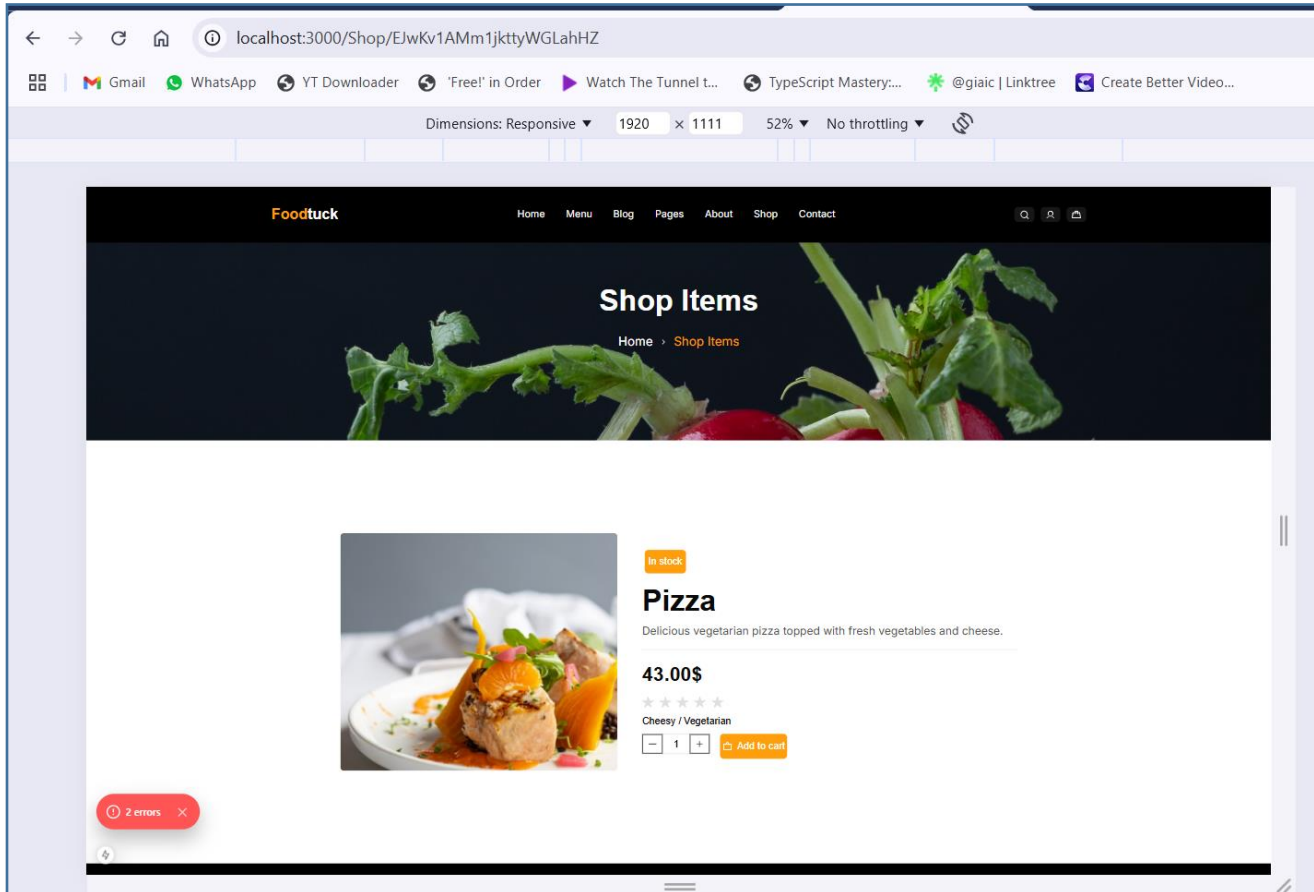 localhost:3000/Shop/EJwKv1AMm1jkttyWGLahHZ
Gmail WhatsApp YT Downloader 'Free!' in Order Watch The Tunnel t... TypeScript Mastery:... @giaic | Linktree Create Better Video...
Dimensions: Responsive 1920 × 1111 52% No throttling
Foodtuck Home Menu Blog Pages About Shop Contact
Shop Items
Home › Shop Items
In stock
Pizza
Delicious vegetarian pizza topped with fresh vegetables and cheese.
43.00$
Cheesy / Vegetarian
− 1 + Add to cart
2 errors ×